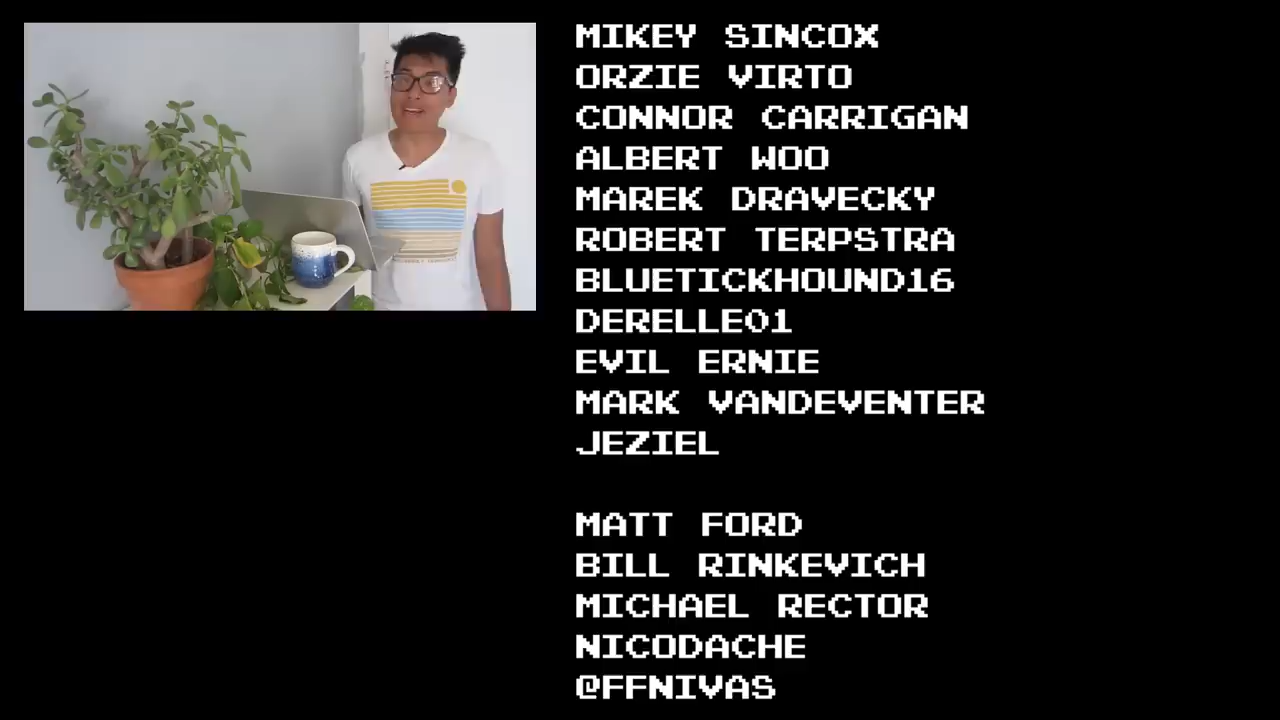 MIKEY SINCOX
ORZIE VIRTO
CONNOR CARRIGAN
ALBERT WOO
MAREK DRAVECKY
ROBERT TERPSTRA
BLUETICKHOUND16
DERELLE01
EVIL ERNIE
MARK VANDEVENTER
JEZIEL
MATT FORD
BILL RINKEVICH
MICHAEL RECTOR
NICODACHE
@FFNIVAS